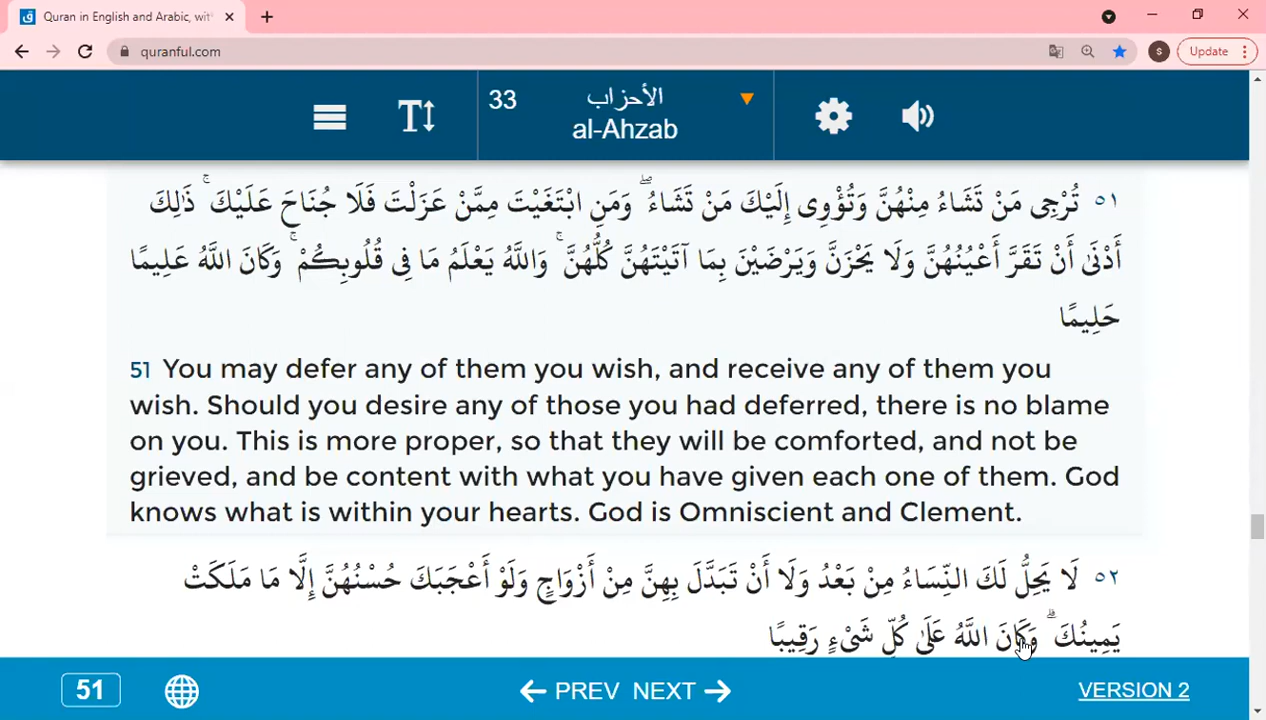 Quran in English and Arabic, wit
quranful.com
Update
33
الأحزاب
al-Ahzab
٥١ تُرْجِى مَنْ تَشَاءُ مِنْهُنَّ وَتُؤْوِى إِلَيْكَ مَنْ تَشَاءُ ۖ وَمَنِ ابْتَغَيْتَ مِمَّنْ عَزَلْتَ فَلَا جُنَاحَ عَلَيْكَ ۚ ذَٰلِكَ
أَدْنَىٰ أَنْ تَقَرَّ أَعْيُنُهُنَّ وَلَا يَحْزَنَّ وَيَرْضَيْنَ بِمَا آتَيْتَهُنَّ كُلُّهُنَّ ۚ وَاللَّهُ يَعْلَمُ مَا فِى قُلُوبِكُمْ ۚ وَكَانَ اللَّهُ عَلِيمًا
حَلِيمًا
51 You may defer any of them you wish, and receive any of them you
wish. Should you desire any of those you had deferred, there is no blame
on you. This is more proper, so that they will be comforted, and not be
grieved, and be content with what you have given each one of them. God
knows what is within your hearts. God is Omniscient and Clement.
٥٢ لَا يَحِلُّ لَكَ النِّسَاءُ مِنْ بَعْدُ وَلَا أَنْ تَبَدَّلَ بِهِنَّ مِنْ أَزْوَاجٍ وَلَوْ أَعْجَبَكَ حُسْنُهُنَّ إِلَّا مَا مَلَكَتْ
يَمِينُكَ ۗ وَكَانَ اللَّهُ عَلَىٰ كُلِّ شَىْءٍ رَقِيبًا
51
PREV NEXT
VERSION 2